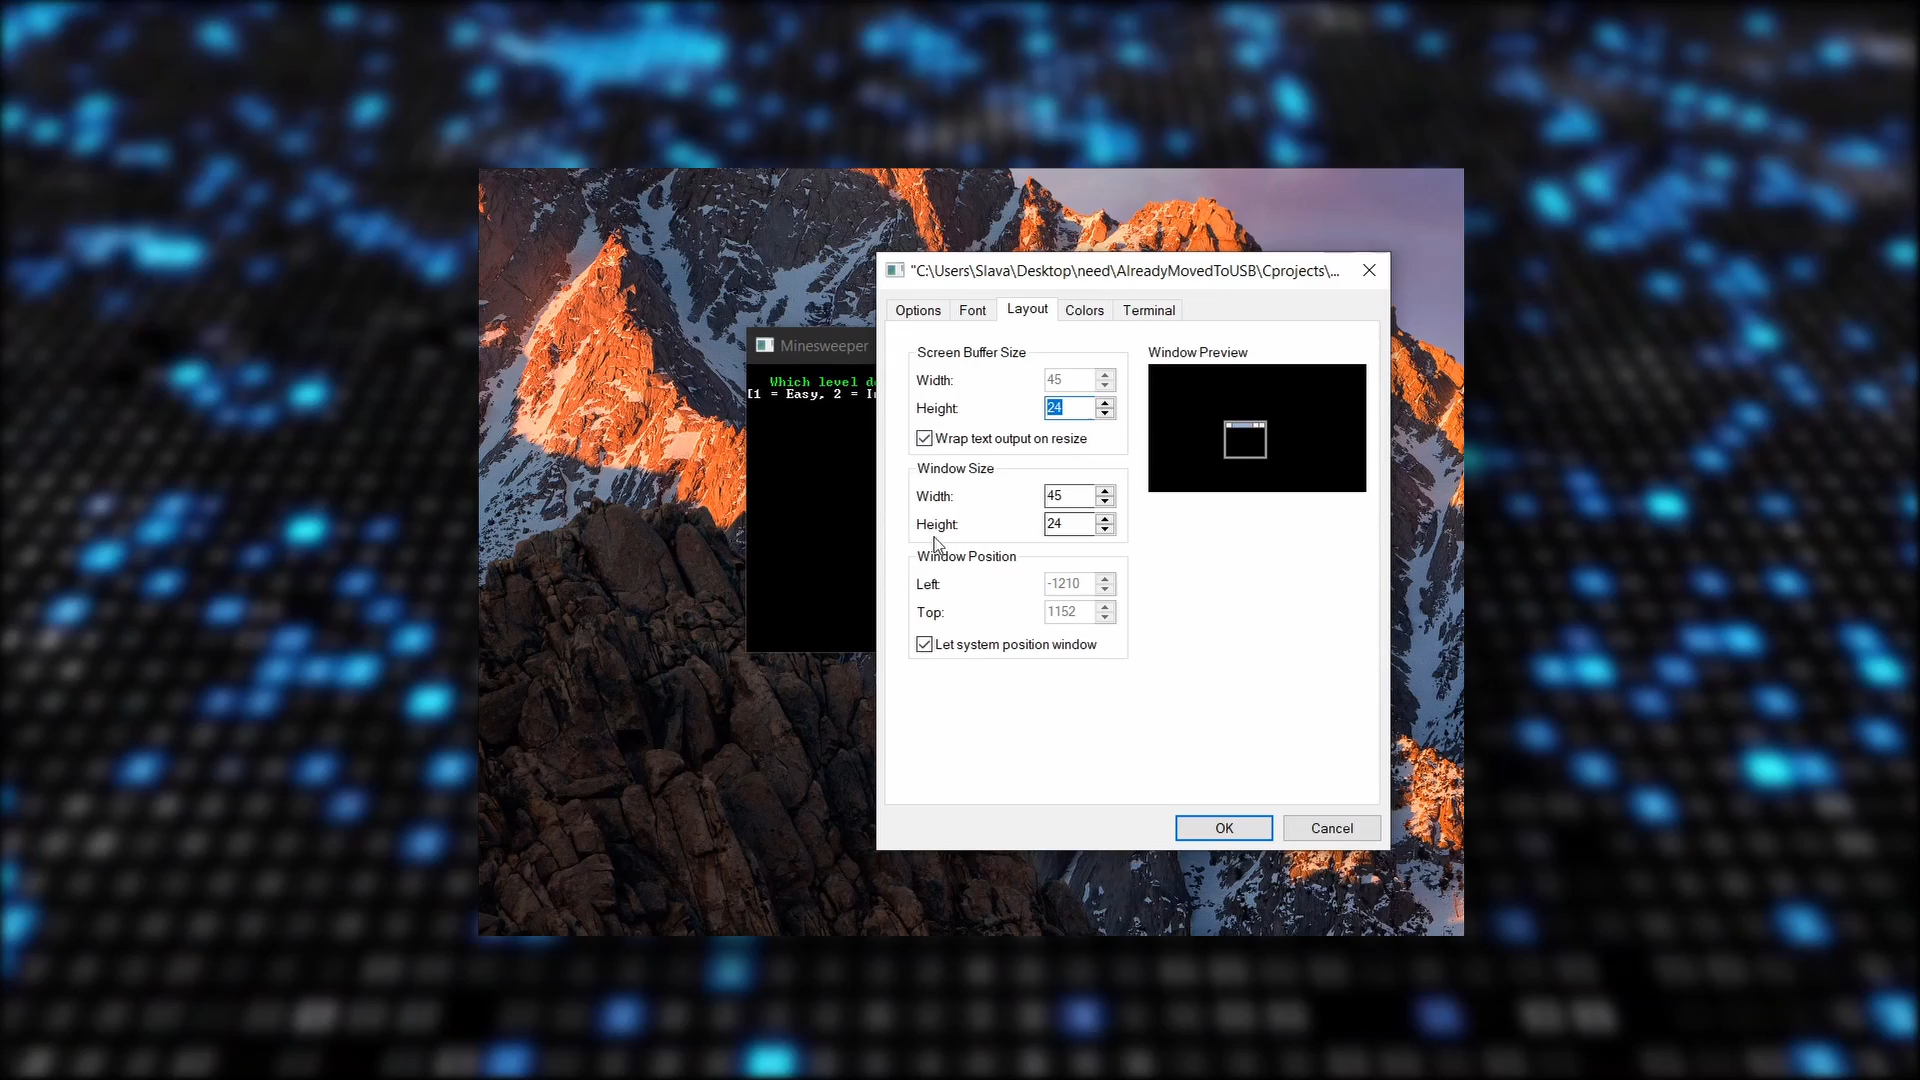 "C:\Users\Slava\Desktop\need\AlreadyMovedToUSB\Cprojects\...
Options Font Layout Colors Terminal
Minesweeper
Which level
[1 = Easy, 2 =
Screen Buffer Size
Width: 45
Height: 24
Wrap text output on resize
Window Size
Width: 45
Height: 24
Window Position
Left: -1210
Top: 1152
Let system position window
Window Preview
OK Cancel